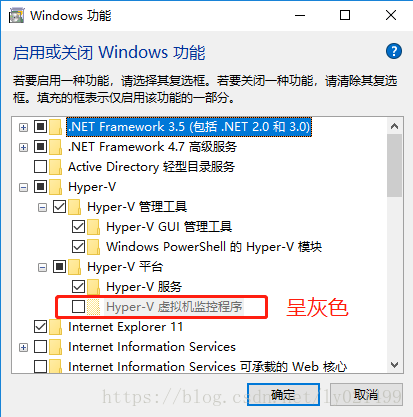 Windows 功能
启用或关闭 Windows 功能
若要启用一种功能，请选择其复选框。若要关闭一种功能，请清除其复选
框。填充的框表示仅启用该功能的一部分。
.NET Framework 3.5 (包括 .NET 2.0 和 3.0)
.NET Framework 4.7 高级服务
Active Directory 轻型目录服务
Hyper-V
Hyper-V 管理工具
Hyper-V GUI 管理工具
Windows PowerShell 的 Hyper-V 模块
Hyper-V 平台
Hyper-V 服务
Hyper-V 虚拟机监控程序
呈灰色
Internet Explorer 11
Internet Information Services
Internet Information Services 可承载的 Web 核心
确定
取消